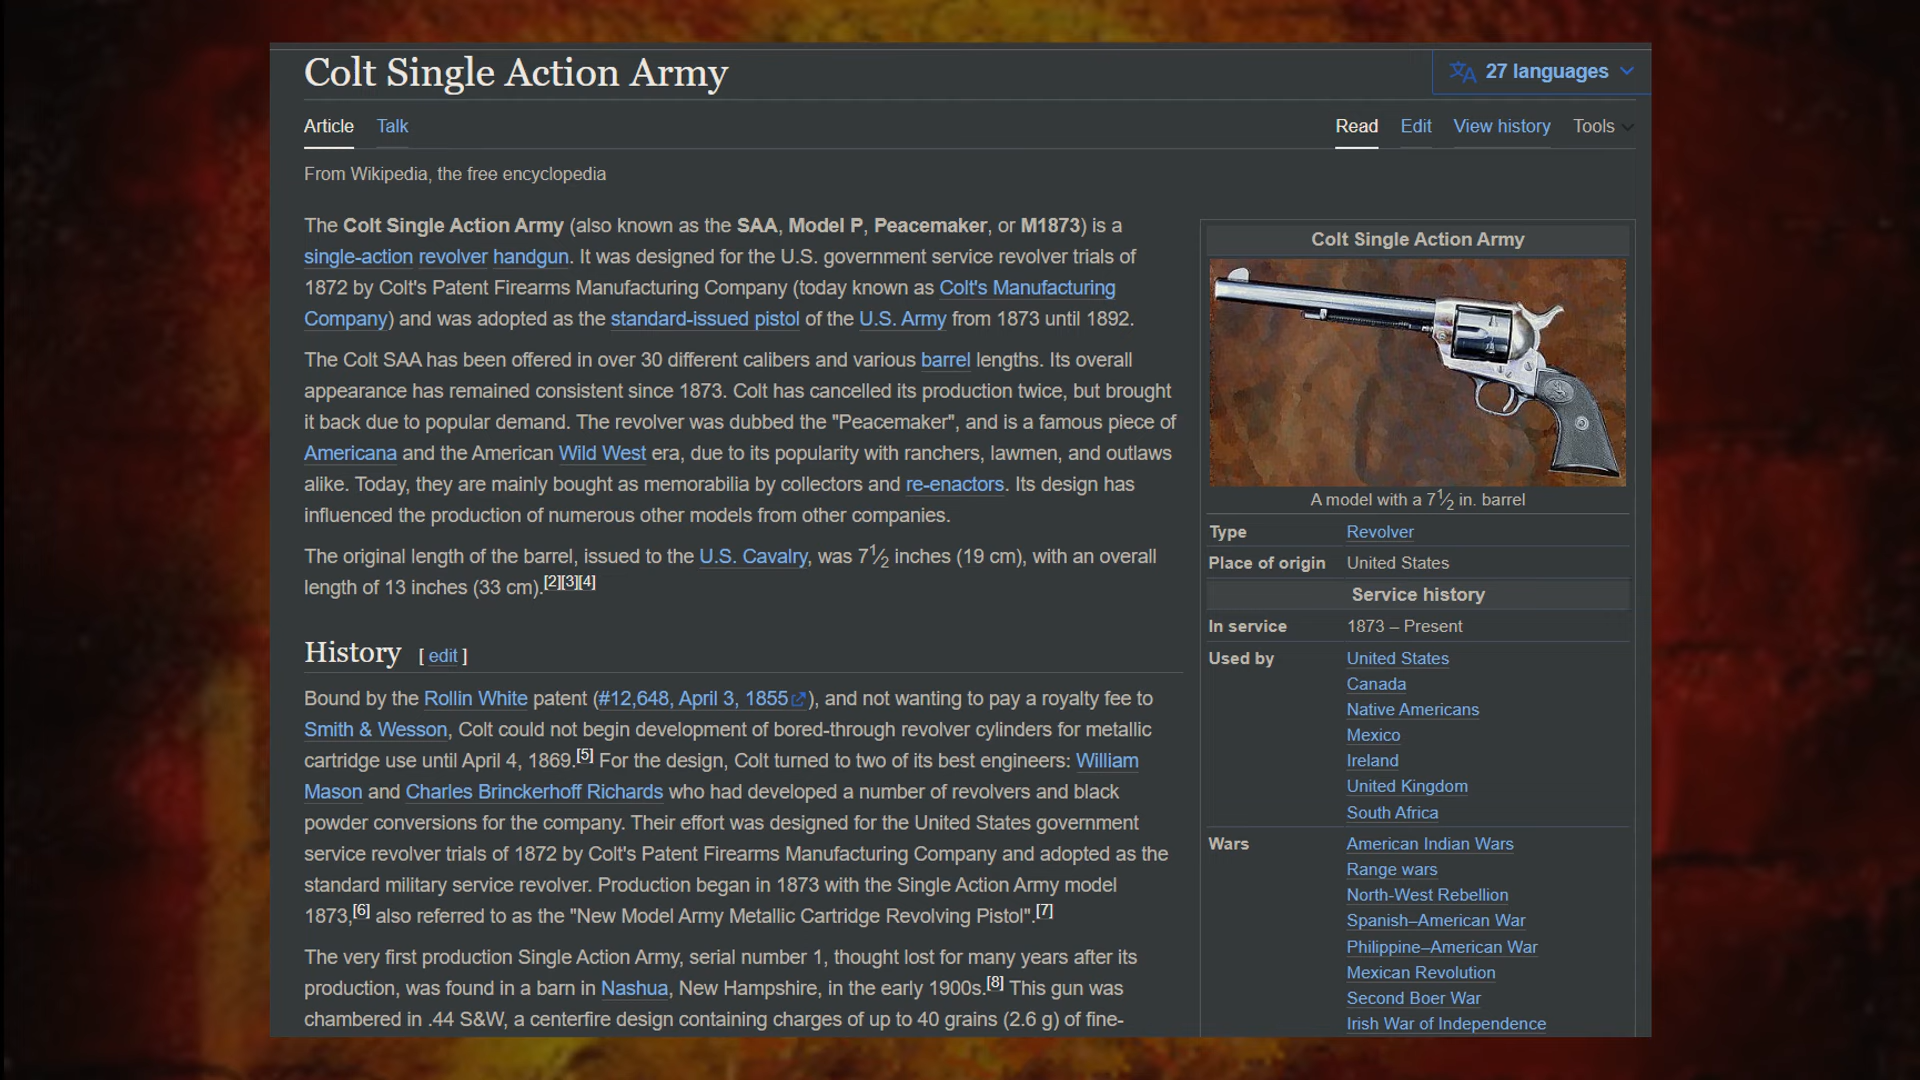 Colt Single Action Army
27 languages
Article Talk
Read Edit View history Tools
From Wikipedia, the free encyclopedia
The Colt Single Action Army (also known as the SAA, Model P, Peacemaker, or M1873) is a
single-action revolver handgun. It was designed for the U.S. government service revolver trials of
1872 by Colt's Patent Firearms Manufacturing Company (today known as Colt's Manufacturing
Company) and was adopted as the standard-issued pistol of the U.S. Army from 1873 until 1892.
The Colt SAA has been offered in over 30 different calibers and various barrel lengths. Its overall
appearance has remained consistent since 1873. Colt has cancelled its production twice, but brought
it back due to popular demand. The revolver was dubbed the "Peacemaker", and is a famous piece of
Americana and the American Wild West era, due to its popularity with ranchers, lawmen, and outlaws
alike. Today, they are mainly bought as memorabilia by collectors and re-enactors. Its design has
influenced the production of numerous other models from other companies.
The original length of the barrel, issued to the U.S. Cavalry, was 7½ inches (19 cm), with an overall
length of 13 inches (33 cm).[2][3][4]
History [ edit ]
Bound by the Rollin White patent (#12,648, April 3, 1855), and not wanting to pay a royalty fee to
Smith & Wesson, Colt could not begin development of bored-through revolver cylinders for metallic
cartridge use until April 4, 1869.[5] For the design, Colt turned to two of its best engineers: William
Mason and Charles Brinckerhoff Richards who had developed a number of revolvers and black
powder conversions for the company. Their effort was designed for the United States government
service revolver trials of 1872 by Colt's Patent Firearms Manufacturing Company and adopted as the
standard military service revolver. Production began in 1873 with the Single Action Army model
1873,[6] also referred to as the "New Model Army Metallic Cartridge Revolving Pistol".[7]
The very first production Single Action Army, serial number 1, thought lost for many years after its
production, was found in a barn in Nashua, New Hampshire, in the early 1900s.[8] This gun was
chambered in .44 S&W, a centerfire design containing charges of up to 40 grains (2.6 g) of fine-
Colt Single Action Army
A model with a 7½ in. barrel
Type Revolver
Place of origin United States
Service history
In service 1873 – Present
Used by United States
Canada
Native Americans
Mexico
Ireland
United Kingdom
South Africa
Wars American Indian Wars
Range wars
North-West Rebellion
Spanish–American War
Philippine–American War
Mexican Revolution
Second Boer War
Irish War of Independence